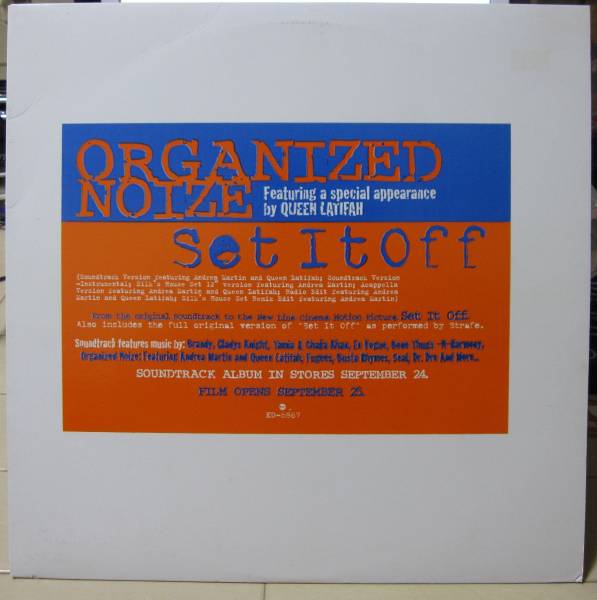 ORGANIZED
NOIZE
Featuring a special appearance
by QUEEN LATIFAH
Set It Off
(Soundtrack Version featuring Andrea Martin and Queen Latifah; Soundtrack Version
-Instrumental; Silk's House Set 12" version featuring Andrea Martin; Acappella
Version featuring Andrea Martin and Queen Latifah; Radio Edit featuring Andrea
Martin and Queen Latifah; Silk's House Set Remix Edit featuring Andrea Martin)
From the original soundtrack to the New Line Cinema Motion Picture Set It Off.
Also includes the full original version of "Set It Off" as performed by Strafe.
Soundtrack features music by: Brandy, Gladys Knight, Tamia & Chaka Khan, En Vogue, Bone Thugs-N-Harmony,
Organized Noize: Featuring Andrea Martin and Queen Latifah, Fugees, Busta Rhymes, Seal, Dr. Dre And More...
SOUNDTRACK ALBUM IN STORES SEPTEMBER 24.
FILM OPENS SEPTEMBER 25.
ED-5967